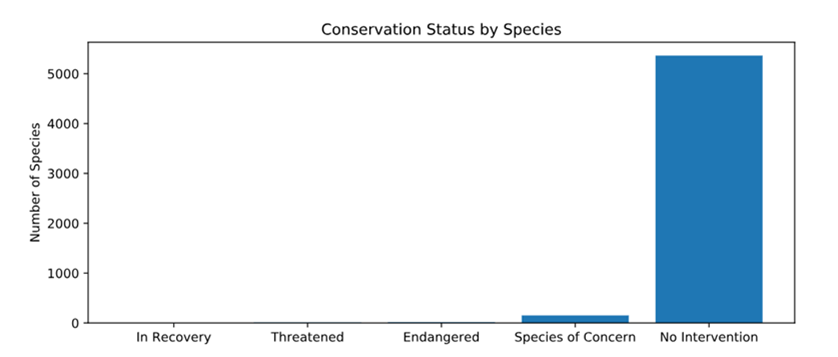 Conservation Status by Species
Number of Species
5000
4000
3000
2000
1000
0
In Recovery Threatened Endangered Species of Concern No Intervention